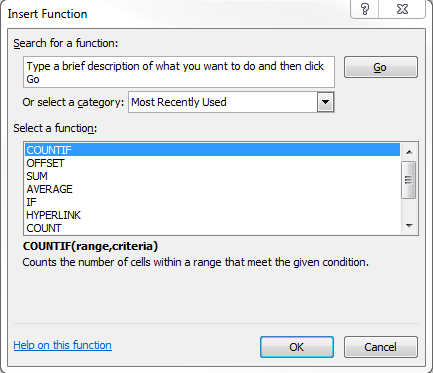 Insert Function
Search for a function:
Type a brief description of what you want to do and then click
Go
Go
Or select a category: Most Recently Used
Select a function:
COUNTIF
OFFSET
SUM
AVERAGE
IF
HYPERLINK
COUNT
COUNTIF(range,criteria)
Counts the number of cells within a range that meet the given condition.
Help on this function
OK
Cancel